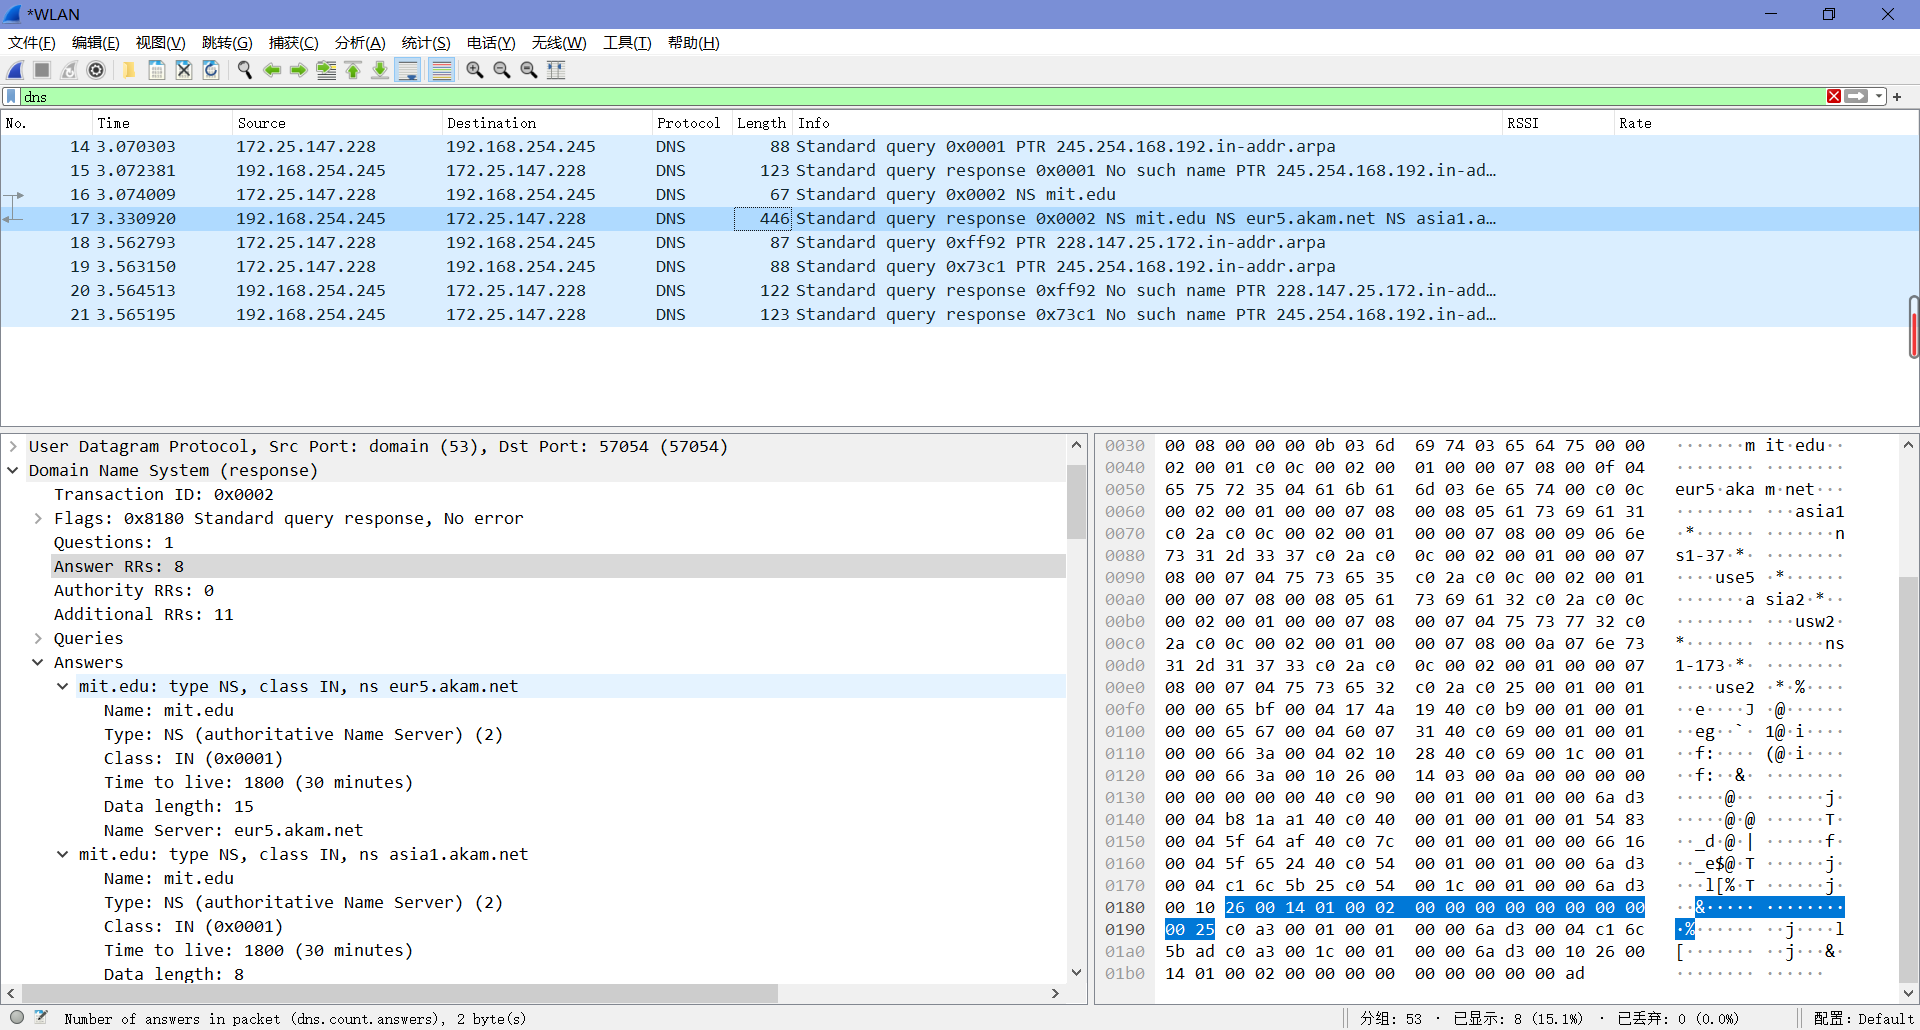 *WLAN
文件(F) 编辑(E) 视图(V) 跳转(G) 捕获(C) 分析(A) 统计(S) 电话(Y) 无线(W) 工具(T) 帮助(H)
dns
No. Time Source Destination Protocol Length Info RSSI Rate
14 3.070303 172.25.147.228 192.168.254.245 DNS 88 Standard query 0x0001 PTR 245.254.168.192.in-addr.arpa
15 3.072381 192.168.254.245 172.25.147.228 DNS 123 Standard query response 0x0001 No such name PTR 245.254.168.192.in-ad…
16 3.074009 172.25.147.228 192.168.254.245 DNS 67 Standard query 0x0002 NS mit.edu
17 3.330920 192.168.254.245 172.25.147.228 DNS 446 Standard query response 0x0002 NS mit.edu NS eur5.akam.net NS asia1.a…
18 3.562793 172.25.147.228 192.168.254.245 DNS 87 Standard query 0xff92 PTR 228.147.25.172.in-addr.arpa
19 3.563150 172.25.147.228 192.168.254.245 DNS 88 Standard query 0x73c1 PTR 245.254.168.192.in-addr.arpa
20 3.564513 192.168.254.245 172.25.147.228 DNS 122 Standard query response 0xff92 No such name PTR 228.147.25.172.in-add…
21 3.565195 192.168.254.245 172.25.147.228 DNS 123 Standard query response 0x73c1 No such name PTR 245.254.168.192.in-ad…
User Datagram Protocol, Src Port: domain (53), Dst Port: 57054 (57054)
Domain Name System (response)
Transaction ID: 0x0002
Flags: 0x8180 Standard query response, No error
Questions: 1
Answer RRs: 8
Authority RRs: 0
Additional RRs: 11
Queries
Answers
mit.edu: type NS, class IN, ns eur5.akam.net
Name: mit.edu
Type: NS (authoritative Name Server) (2)
Class: IN (0x0001)
Time to live: 1800 (30 minutes)
Data length: 15
Name Server: eur5.akam.net
mit.edu: type NS, class IN, ns asia1.akam.net
Name: mit.edu
Type: NS (authoritative Name Server) (2)
Class: IN (0x0001)
Time to live: 1800 (30 minutes)
Data length: 8
0030 00 08 00 00 00 0b 03 6d 69 74 03 65 64 75 00 00 ·······m it·edu··
0040 02 00 01 c0 0c 00 02 00 01 00 00 07 08 00 0f 04 ········ ········
0050 65 75 72 35 04 61 6b 61 6d 03 6e 65 74 00 c0 0c eur5·aka m·net···
0060 00 02 00 01 00 00 07 08 00 08 05 61 73 69 61 31 ········ ···asia1
0070 c0 2a c0 0c 00 02 00 01 00 00 07 08 00 09 06 6e ·*······ ·······n
0080 73 31 2d 33 37 c0 2a c0 0c 00 02 00 01 00 00 07 s1-37·*· ········
0090 08 00 07 04 75 73 65 35 c0 2a c0 0c 00 02 00 01 ····use5 ·*······
00a0 00 00 07 08 00 08 05 61 73 69 61 32 c0 2a c0 0c ·······a sia2·*··
00b0 00 02 00 01 00 00 07 08 00 07 04 75 73 77 32 c0 ········ ···usw2·
00c0 2a c0 0c 00 02 00 01 00 00 07 08 00 0a 07 6e 73 *······· ······ns
00d0 31 2d 31 37 33 c0 2a c0 0c 00 02 00 01 00 00 07 1-173·*· ········
00e0 08 00 07 04 75 73 65 32 c0 2a c0 25 00 01 00 01 ····use2 ·*·%····
00f0 00 00 65 bf 00 04 17 4a 19 40 c0 b9 00 01 00 01 ··e····J ·@······
0100 00 00 65 67 00 04 60 07 31 40 c0 69 00 01 00 01 ··eg··`· 1@·i····
0110 00 00 66 3a 00 04 02 10 28 40 c0 69 00 1c 00 01 ··f:···· (@·i····
0120 00 00 66 3a 00 10 26 00 14 03 00 0a 00 00 00 00 ··f:··&· ········
0130 00 00 00 00 00 40 c0 90 00 01 00 01 00 00 6a d3 ·····@·· ······j·
0140 00 04 b8 1a a1 40 c0 40 00 01 00 01 00 01 54 83 ·····@·@ ······T·
0150 00 04 5f 64 af 40 c0 7c 00 01 00 01 00 00 66 16 ··_d·@·| ······f·
0160 00 04 5f 65 24 40 c0 54 00 01 00 01 00 00 6a d3 ··_e$@·T ······j·
0170 00 04 c1 6c 5b 25 c0 54 00 1c 00 01 00 00 6a d3 ···l[%·T ······j·
0180 00 10 26 00 14 01 00 02 00 00 00 00 00 00 00 00 ··&····· ········
0190 00 25 c0 a3 00 01 00 01 00 00 6a d3 00 04 c1 6c ·%······ ··j····l
01a0 5b ad c0 a3 00 1c 00 01 00 00 6a d3 00 10 26 00 [······· ··j···&·
01b0 14 01 00 02 00 00 00 00 00 00 00 00 ad ········ ······
Number of answers in packet (dns.count.answers), 2 byte(s) 分组: 53 · 已显示: 8 (15.1%) · 已丢弃: 0 (0.0%) 配置: Default